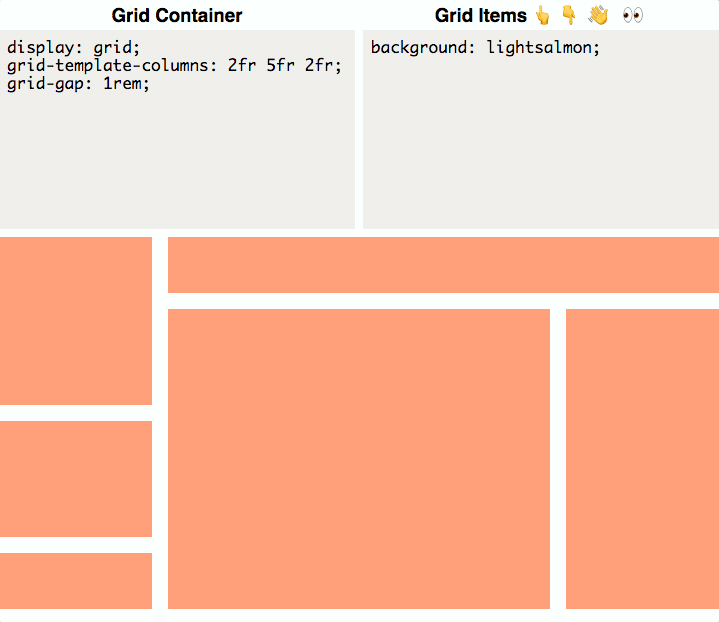 Grid Container
display: grid;
grid-template-columns: 2fr 5fr 2fr;
grid-gap: 1rem;
Grid Items 👆 👇 👋 👀
background: lightsalmon;